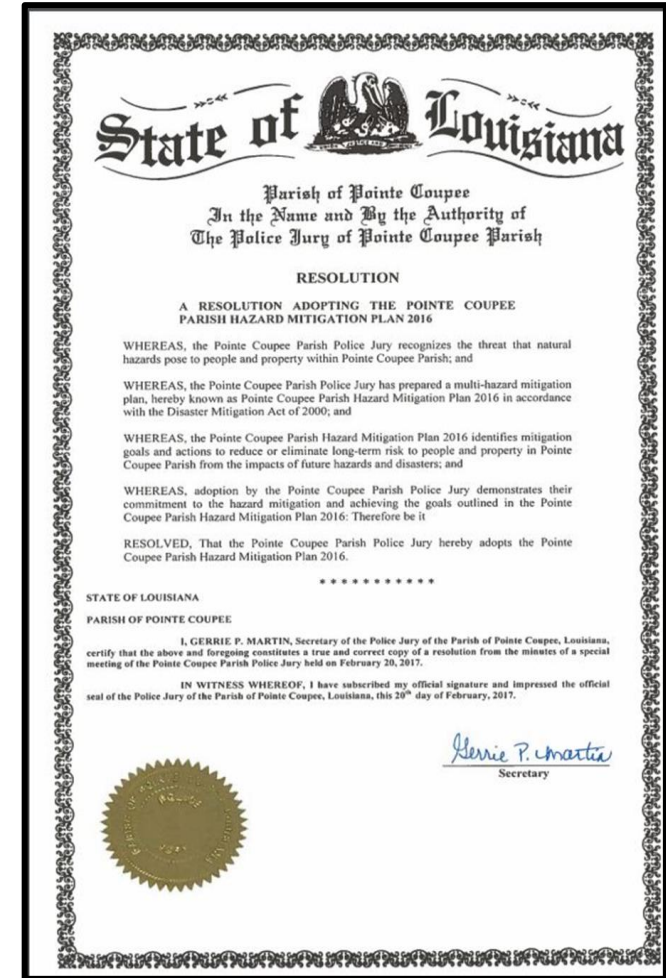 State of Louisiana
UNION JUSTICE AND
Parish of Pointe Coupee
In the Name and By the Authority of
The Police Jury of Pointe Coupee Parish
RESOLUTION
A RESOLUTION ADOPTING THE POINTE COUPEE
PARISH HAZARD MITIGATION PLAN 2016
WHEREAS, the Pointe Coupee Parish Police Jury recognizes the threat that natural
hazards pose to people and property within Pointe Coupee Parish; and
WHEREAS, the Pointe Coupee Parish Police Jury has prepared a multi-hazard mitigation
plan, hereby known as Pointe Coupee Parish Hazard Mitigation Plan 2016 in accordance
with the Disaster Mitigation Act of 2000; and
WHEREAS, the Pointe Coupee Parish Hazard Mitigation Plan 2016 identifies mitigation
goals and actions to reduce or eliminate long-term risk to people and property in Pointe
Coupee Parish from the impacts of future hazards and disasters; and
WHEREAS, adoption by the Pointe Coupee Parish Police Jury demonstrates their
commitment to the hazard mitigation and achieving the goals outlined in the Pointe
Coupee Parish Hazard Mitigation Plan 2016: Therefore be it
RESOLVED, That the Pointe Coupee Parish Police Jury hereby adopts the Pointe
Coupee Parish Hazard Mitigation Plan 2016.
* * * * * * * * * * *
STATE OF LOUISIANA
PARISH OF POINTE COUPEE
I, GERRIE P. MARTIN, Secretary of the Police Jury of the Parish of Pointe Coupee, Louisiana,
certify that the above and foregoing constitutes a true and correct copy of a resolution from the minutes of a special
meeting of the Pointe Coupee Parish Police Jury held on February 20, 2017.
IN WITNESS WHEREOF, I have subscribed my official signature and impressed the official
seal of the Police Jury of the Parish of Pointe Coupee, Louisiana, this 20th day of February, 2017.
Gerrie P. Martin
Secretary
POLICE